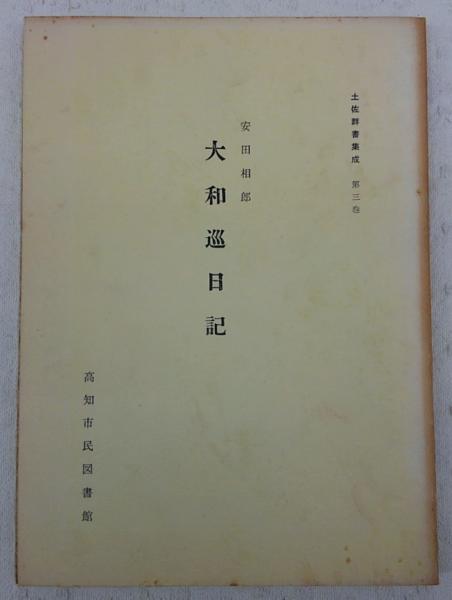 土佐群書集成 第三巻
安田相郎
大和巡日記
高知市民図書館